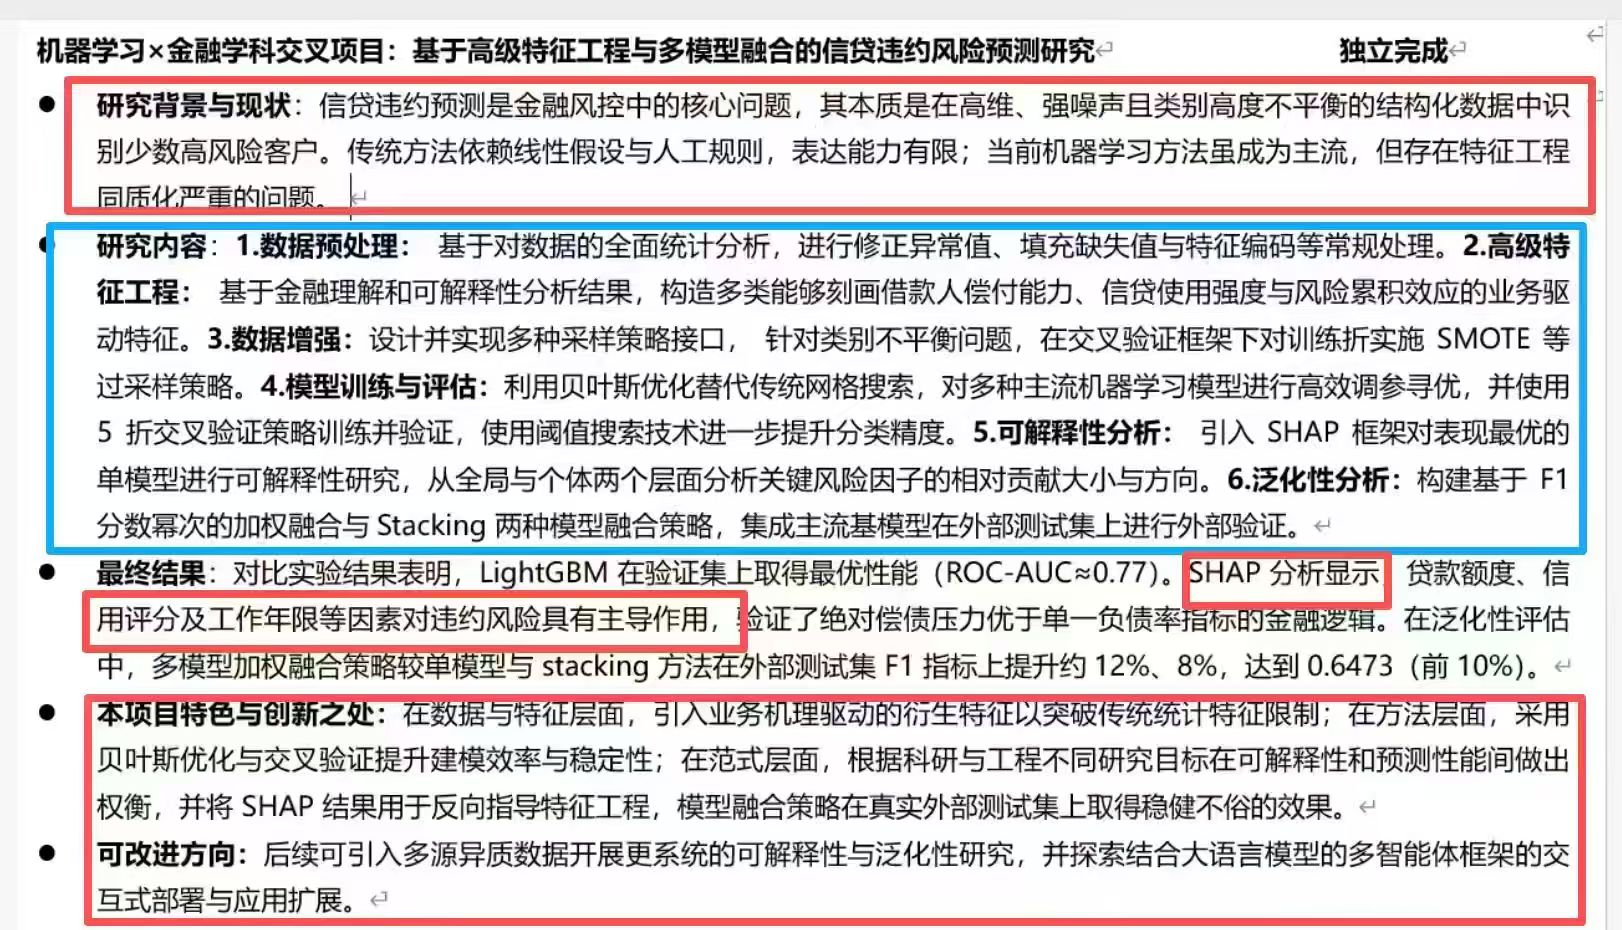 机器学习×金融学科交叉项目：基于高级特征工程与多模型融合的信贷违约风险预测研究 独立完成
● 研究背景与现状：信贷违约预测是金融风控中的核心问题，其本质是在高维、强噪声且类别高度不平衡的结构化数据中识
别少数高风险客户。传统方法依赖线性假设与人工规则，表达能力有限；当前机器学习方法虽成为主流，但存在特征工程
同质化严重的问题。
● 研究内容：1.数据预处理： 基于对数据的全面统计分析，进行修正异常值、填充缺失值与特征编码等常规处理。2.高级特
征工程： 基于金融理解和可解释性分析结果，构造多类能够刻画借款人偿付能力、信贷使用强度与风险累积效应的业务驱
动特征。3.数据增强：设计并实现多种采样策略接口， 针对类别不平衡问题，在交叉验证框架下对训练折实施 SMOTE 等
过采样策略。4.模型训练与评估：利用贝叶斯优化替代传统网格搜索，对多种主流机器学习模型进行高效调参寻优，并使用
5 折交叉验证策略训练并验证，使用阈值搜索技术进一步提升分类精度。5.可解释性分析： 引入 SHAP 框架对表现最优的
单模型进行可解释性研究，从全局与个体两个层面分析关键风险因子的相对贡献大小与方向。6.泛化性分析：构建基于 F1
分数幂次的加权融合与 Stacking 两种模型融合策略，集成主流基模型在外部测试集上进行外部验证。
● 最终结果：对比实验结果表明，LightGBM 在验证集上取得最优性能（ROC-AUC≈0.77）。SHAP 分析显示 贷款额度、信
用评分及工作年限等因素对违约风险具有主导作用，验证了绝对偿债压力优于单一负债率指标的金融逻辑。在泛化性评估
中，多模型加权融合策略较单模型与 stacking 方法在外部测试集 F1 指标上提升约 12%、8%，达到 0.6473（前 10%）。
● 本项目特色与创新之处：在数据与特征层面，引入业务机理驱动的衍生特征以突破传统统计特征限制；在方法层面，采用
贝叶斯优化与交叉验证提升建模效率与稳定性；在范式层面，根据科研与工程不同研究目标在可解释性和预测性能间做出
权衡，并将 SHAP 结果用于反向指导特征工程，模型融合策略在真实外部测试集上取得稳健不俗的效果。
● 可改进方向：后续可引入多源异质数据开展更系统的可解释性与泛化性研究，并探索结合大语言模型的多智能体框架的交
互式部署与应用扩展。